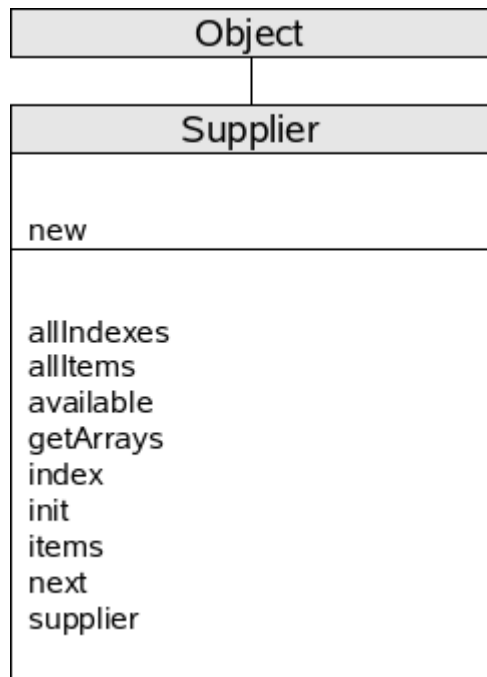 Object
Supplier
new
allIndexes
allItems
available
getArrays
index
init
items
next
supplier